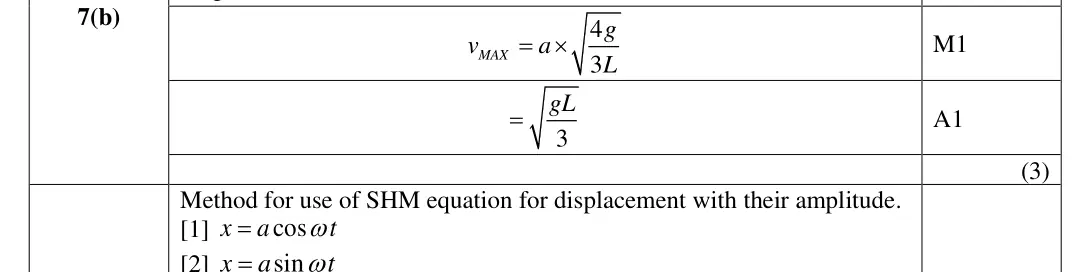 7(b)
v_MAX = a × √(4g/3L) M1
= √(gL/3) A1
(3)
Method for use of SHM equation for displacement with their amplitude.
[1] x = a cos ωt
[2] x = a sin ωt